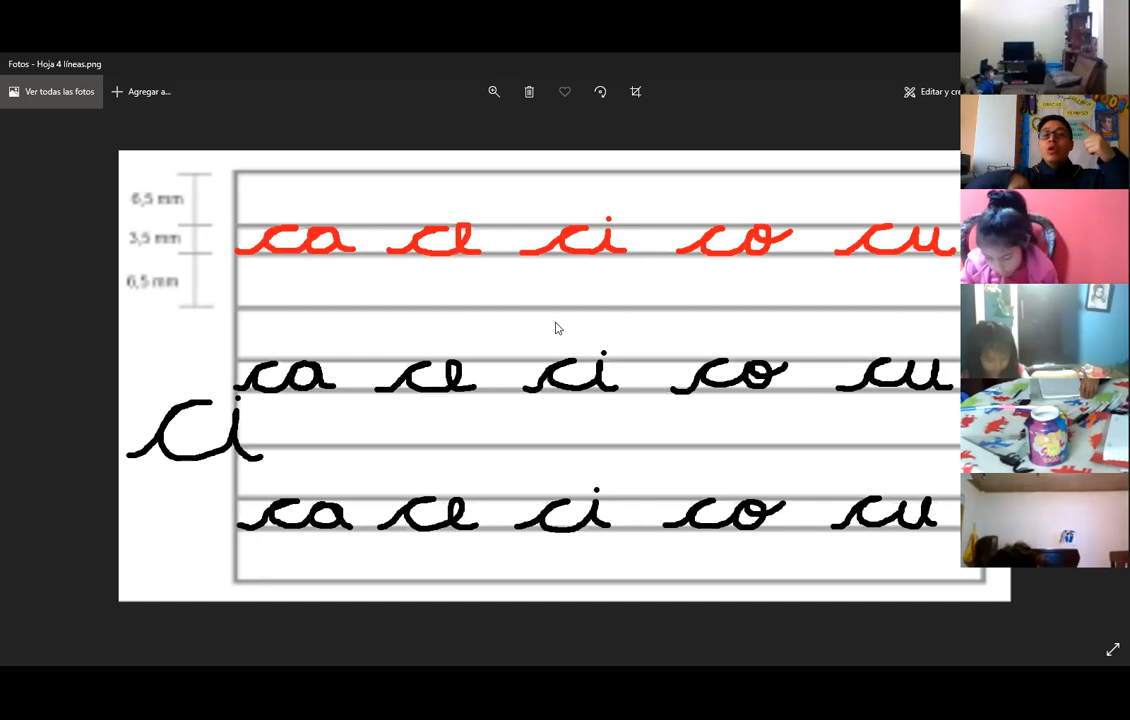 Fotos - Hoja 4 líneas.png
Ver todas las fotos
Agregar a...
Editar y cre
6,5 mm
3,5 mm
6,5 mm
ca ce ci co cu
ca ce ci co cu
ci
ca ce ci co cu
GRACIAS